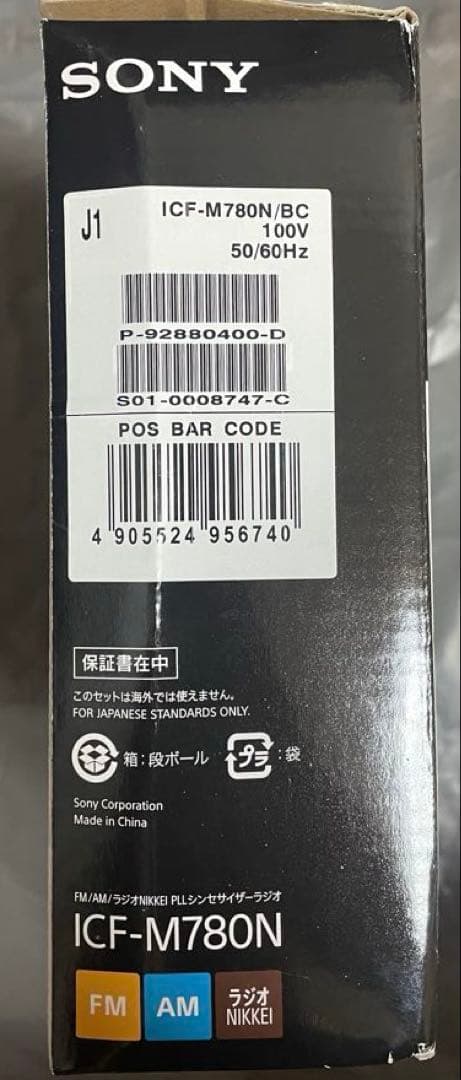 SONY
J1
ICF-M780N/BC
100V
50/60Hz
P-92880400-D
S01-0008747-C
POS BAR CODE
4 905524 956740
保証書在中
このセットは海外では使えません。
FOR JAPANESE STANDARDS ONLY.
箱:段ボール プラ:袋
Sony Corporation
Made in China
FM/AM/ラジオNIKKEI PLLシンセサイザーラジオ
ICF-M780N
FM AM ラジオ
NIKKEI